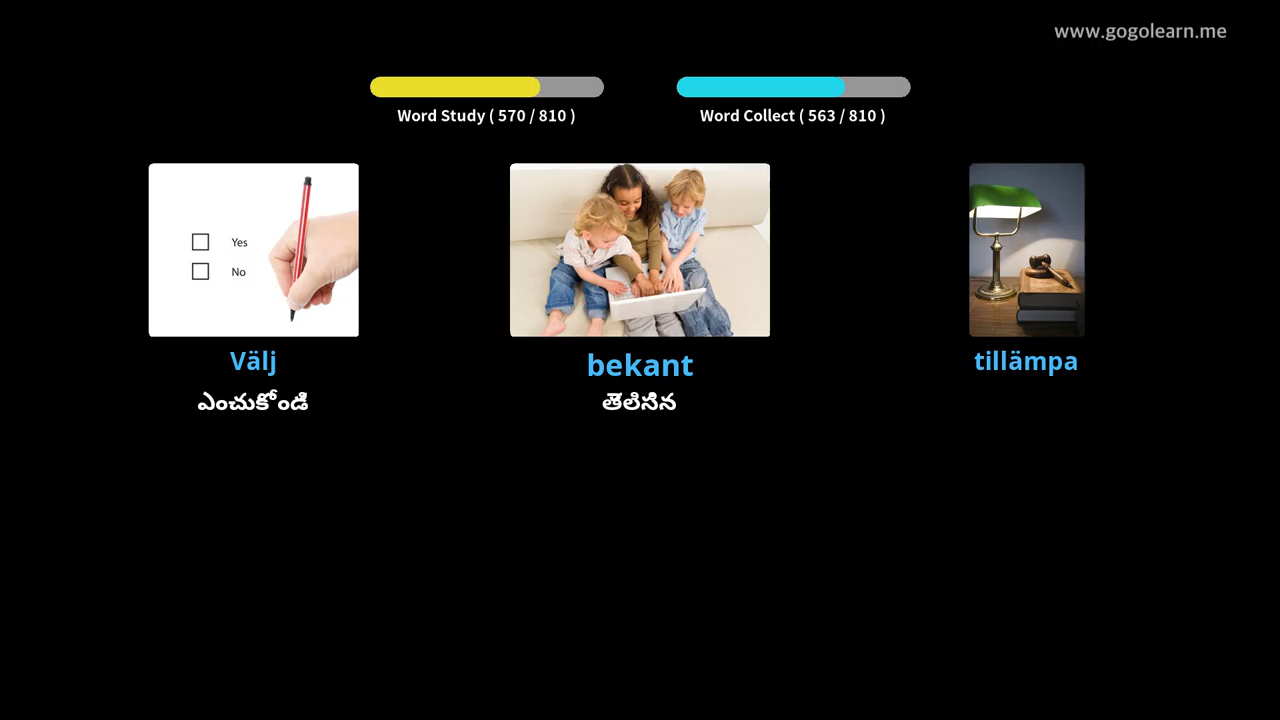 www.gogolearn.me
Word Study ( 570 / 810 )
Word Collect ( 563 / 810 )
Yes
No
Välj
bekant
tillämpa
ఎంచుకోండి
తెలిసిన